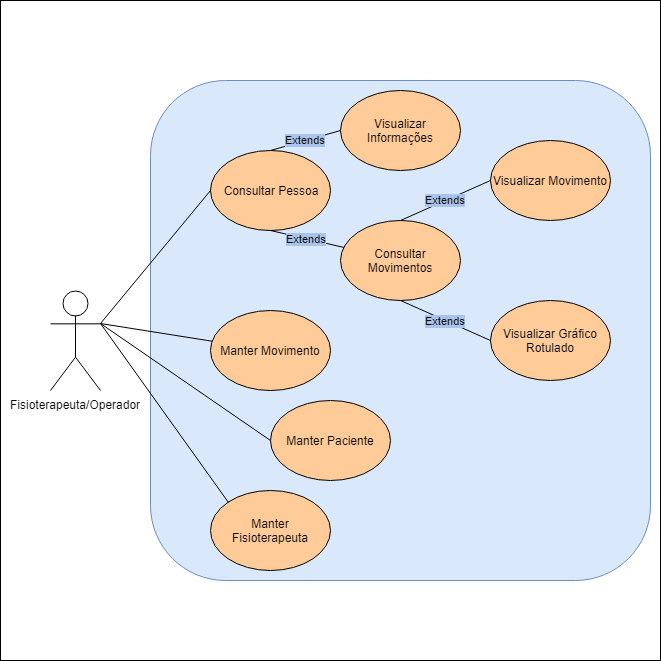 Visualizar
Informações
Extends
Consultar Pessoa
Visualizar Movimento
Extends
Extends
Consultar
Movimentos
Extends
Visualizar Gráfico
Rotulado
Manter Movimento
Fisioterapeuta/Operador
Manter Paciente
Manter
Fisioterapeuta